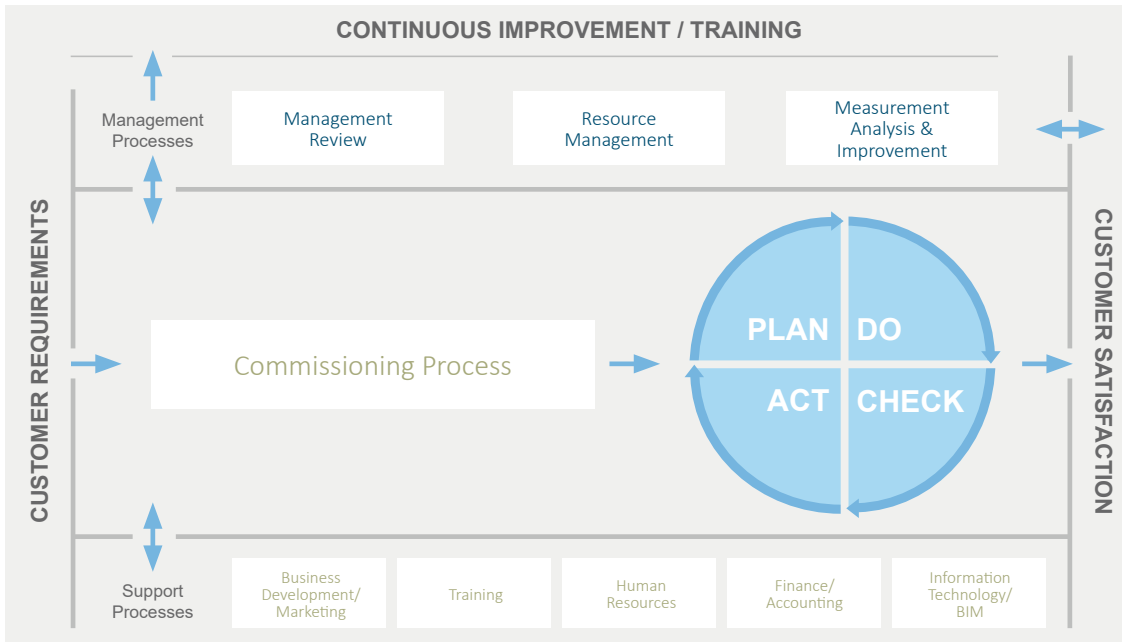 CONTINUOUS IMPROVEMENT / TRAINING
Management
Processes
Management
Review
Resource
Management
Measurement
Analysis &
Improvement
CUSTOMER REQUIREMENTS
Commissioning Process
PLAN
DO
ACT
CHECK
CUSTOMER SATISFACTION
Support
Processes
Business
Development/
Marketing
Training
Human
Resources
Finance/
Accounting
Information
Technology/
BIM